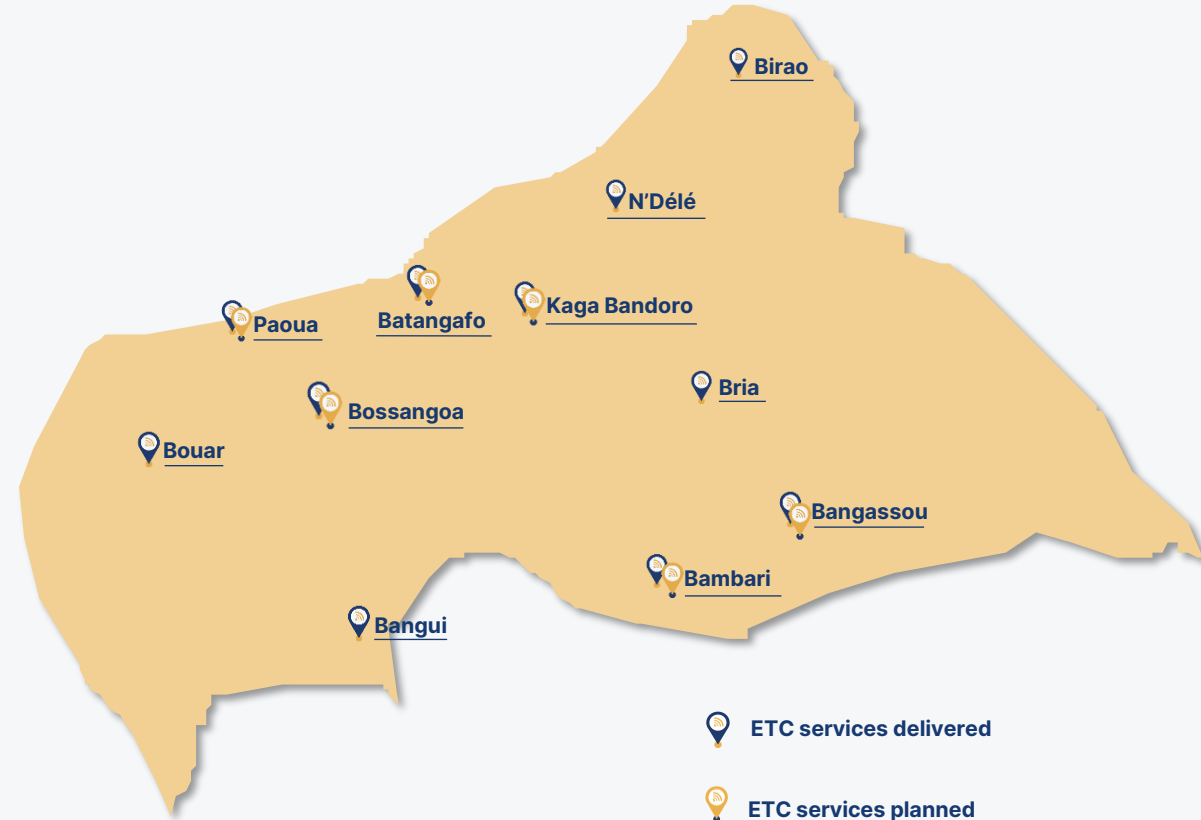 Birao
N'Délé
Batangafo
Kaga Bandoro
Paoua
Bria
Bossangoa
Bouar
Bangassou
Bambari
Bangui
ETC services delivered
ETC services planned